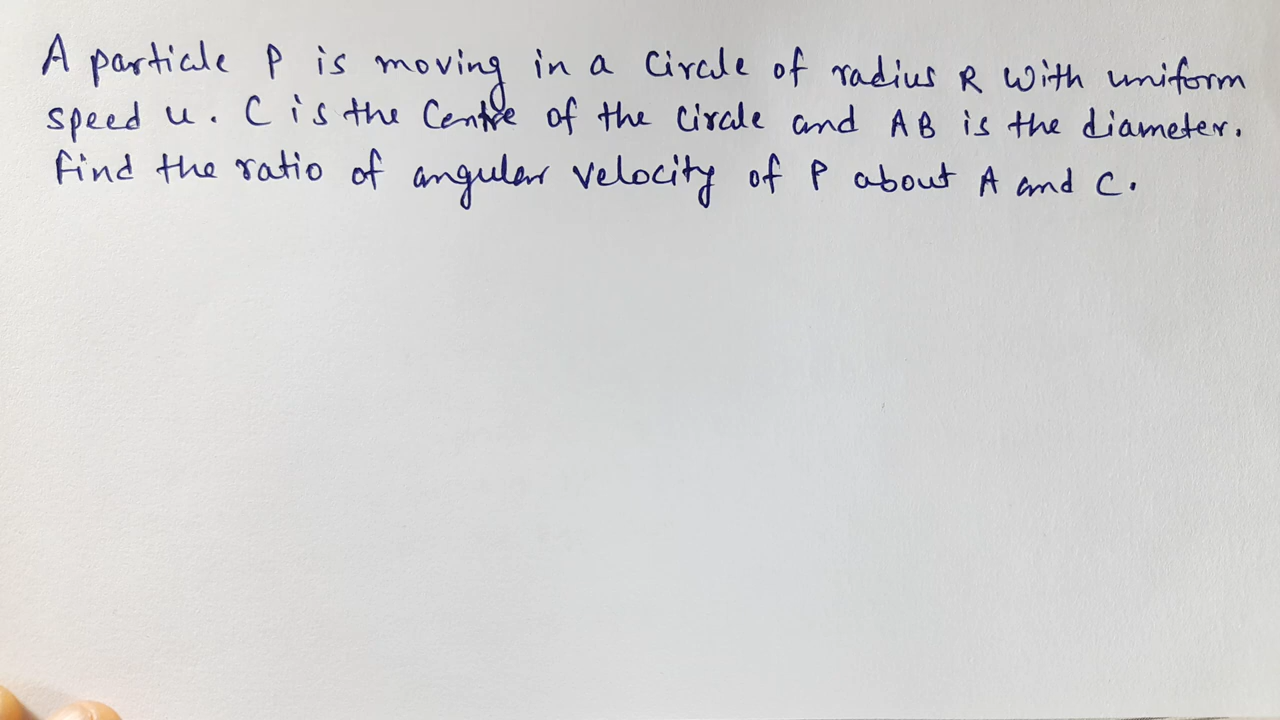 A particle P is moving in a circle of radius R with uniform
speed u. C is the Centre of the circle and AB is the diameter.
Find the ratio of angular velocity of P about A and C.